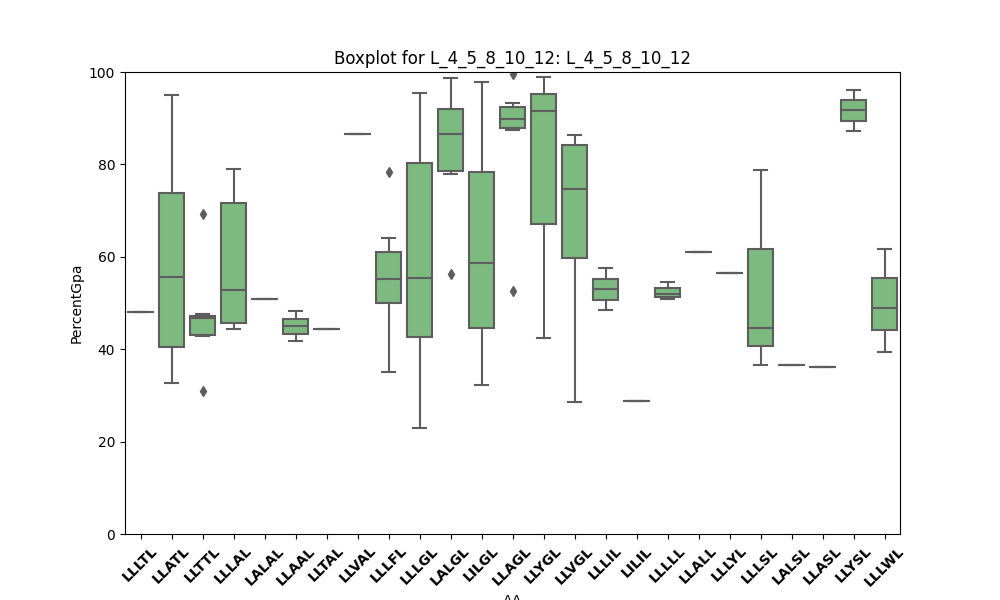 Boxplot for L_4_5_8_10_12: L_4_5_8_10_12
PercentGpa
100
80
60
40
20
0
LLLTL LLATL LLTTL LLLAL LALAL LLAAL LLTAL LLVAL LLLFL LLLGL LALGL LILGL LLAGL LLYGL LLVGL LLLIL LILIL LLLLL LLALL LLLYL LLLSL LALSL LLASL LLYSL LLLWL
AA